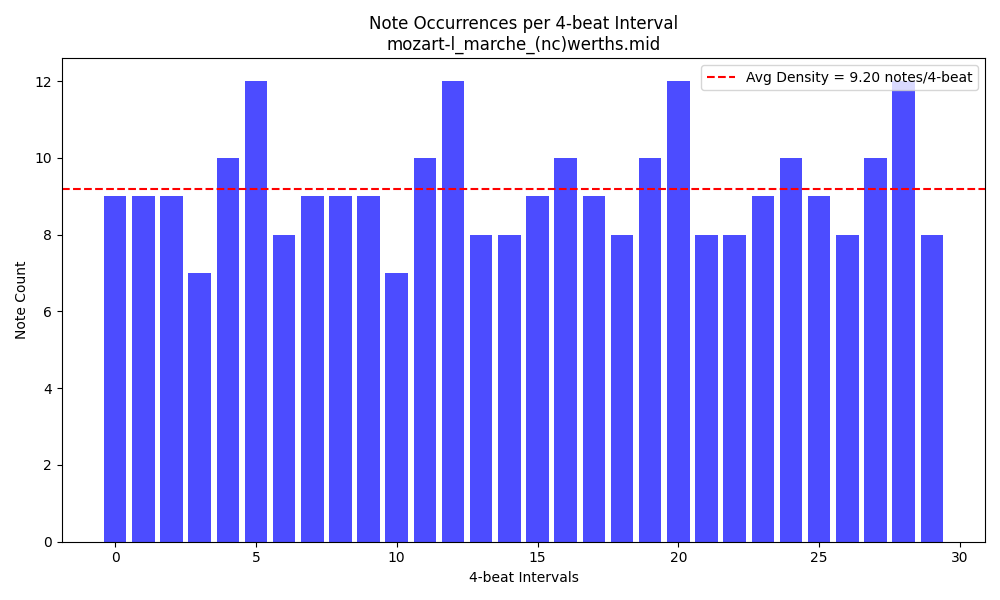 Note Occurrences per 4-beat Interval
mozart-l_marche_(nc)werths.mid
Avg Density = 9.20 notes/4-beat
12
10
8
6
4
2
0
Note Count
0 5 10 15 20 25 30
4-beat Intervals